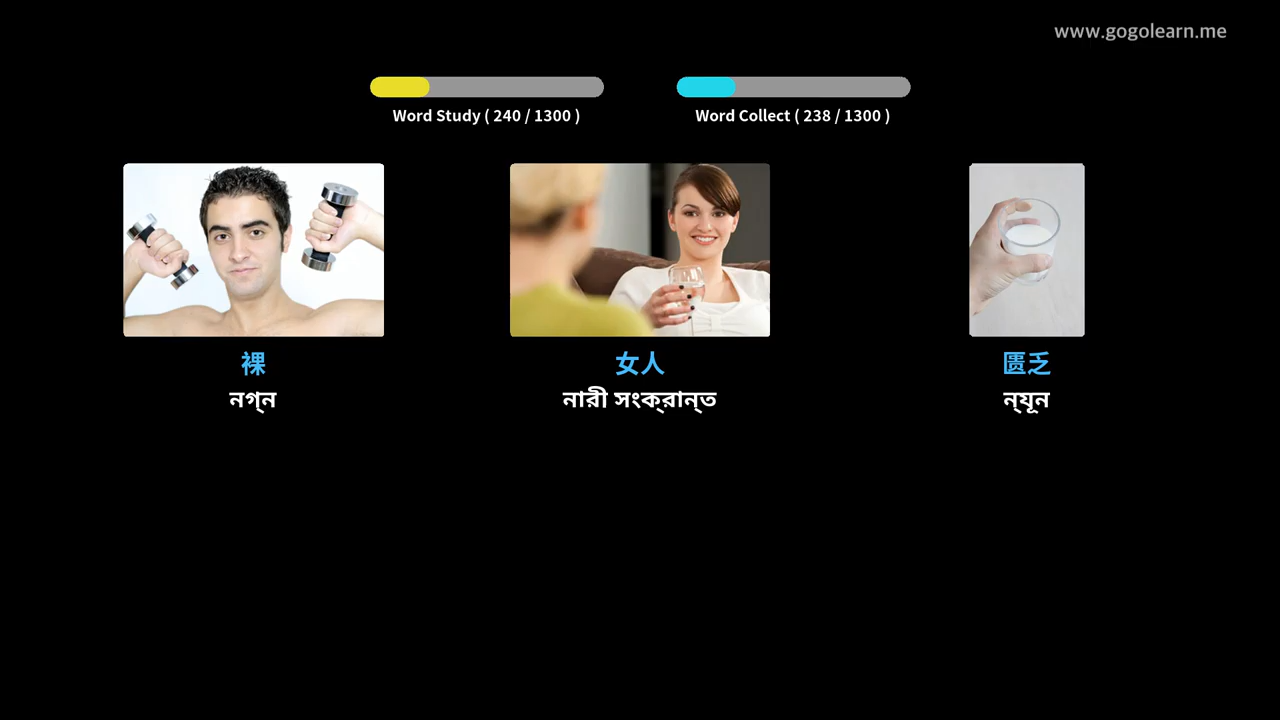 www.gogolearn.me
Word Study ( 240 / 1300 )
Word Collect ( 238 / 1300 )
裸
নগ্ন
女人
নারী সংক্রান্ত
匮乏
ন্যূন